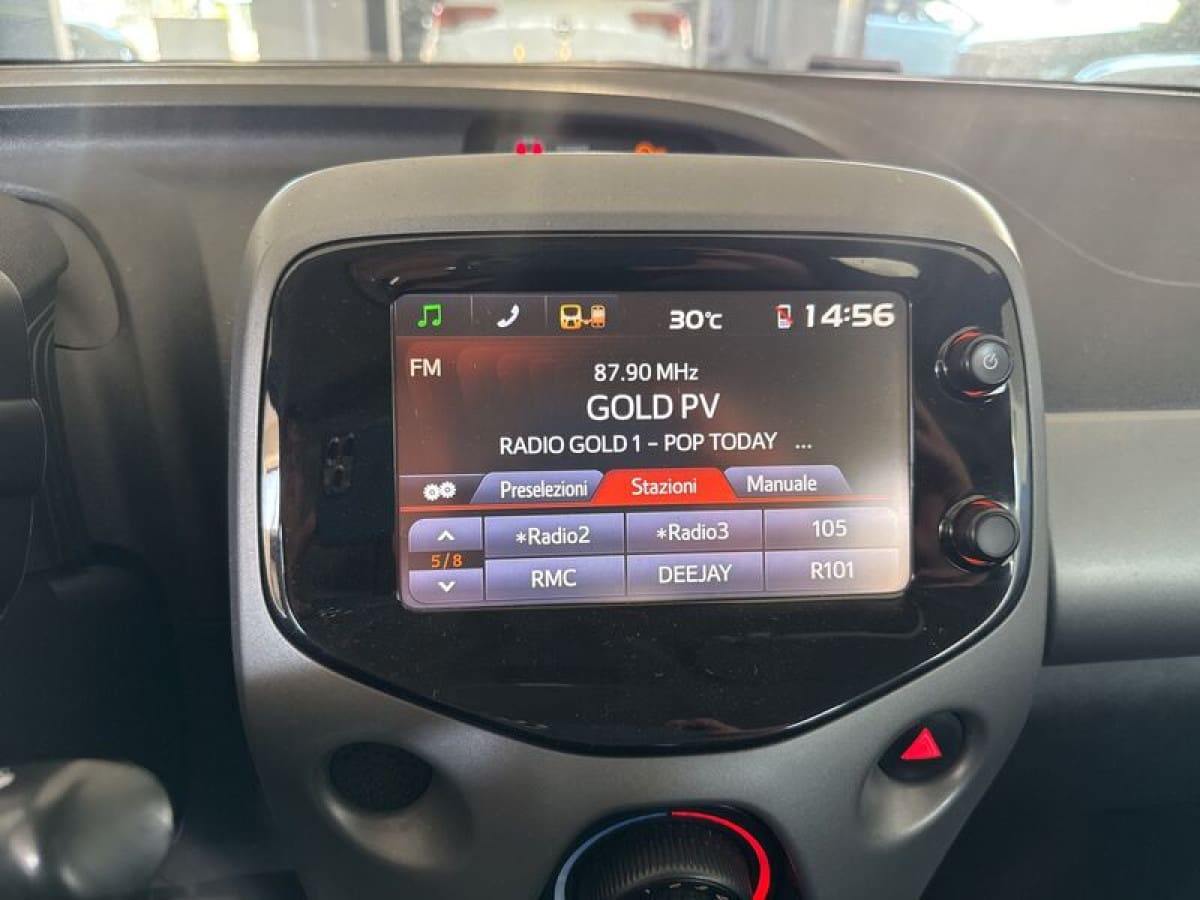 30°C 14:56
FM
87.90 MHz
GOLD PV
RADIO GOLD 1 – POP TODAY ...
Preselezioni Stazioni Manuale
*Radio2 *Radio3 105
5/8
RMC DEEJAY R101